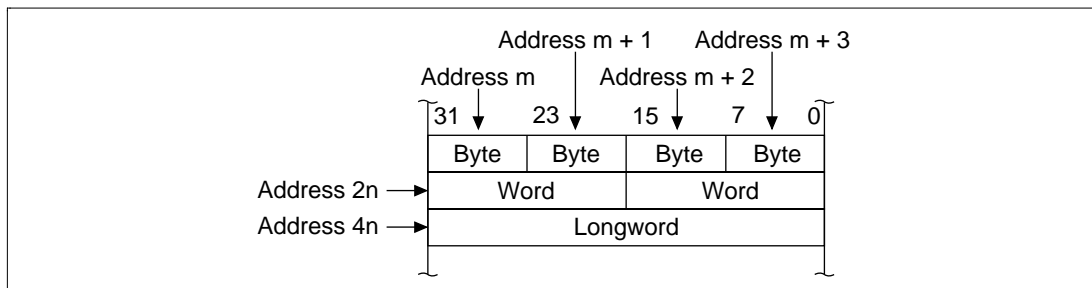 Address m + 1 Address m + 3
Address m Address m + 2
31 23 15 7 0
Byte Byte Byte Byte
Address 2n Word Word
Address 4n Longword